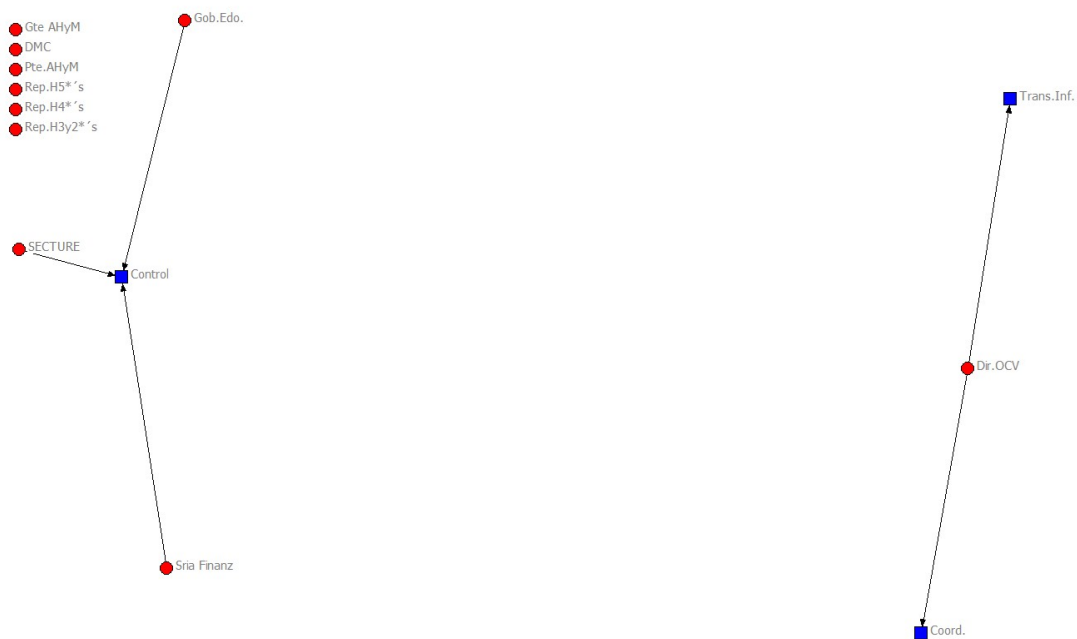 Gte AHyM
DMC
Pte.AHyM
Rep.H5*´s
Rep.H4*´s
Rep.H3y2*´s
Gob.Edo.
Trans.Inf.
SECTURE
Control
Dir.OCV
Sria Finanz
Coord.